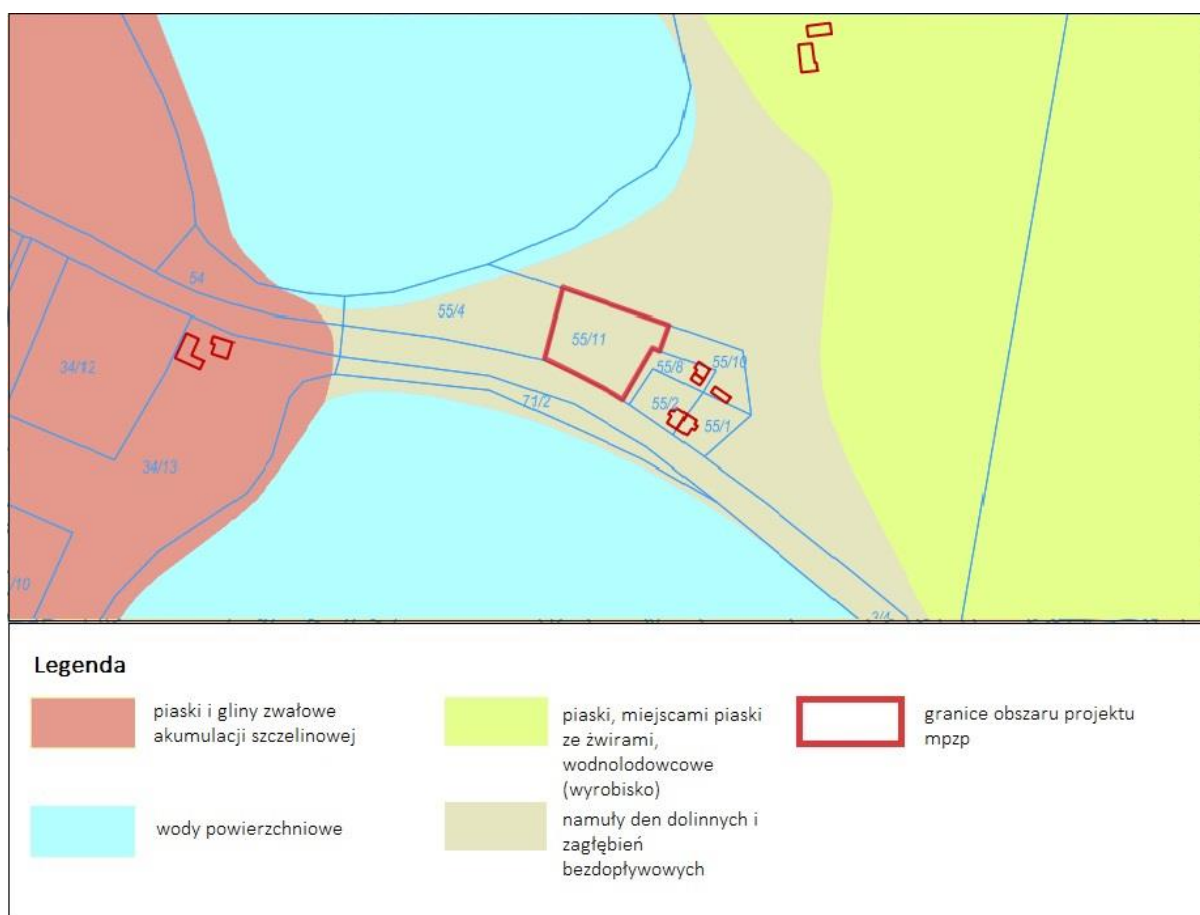 54
55/4
55/11
34/12
55/8
55/10
55/2
71/2
55/1
34/13
/10
Legenda
piaski i gliny zwałowe
akumulacji szczelinowej
piaski, miejscami piaski
ze żwirami,
wodnolodowcowe
(wyrobisko)
granice obszaru projektu
mpzp
wody powierzchniowe
namuły den dolinnych i
zagłębień
bezdopływowych